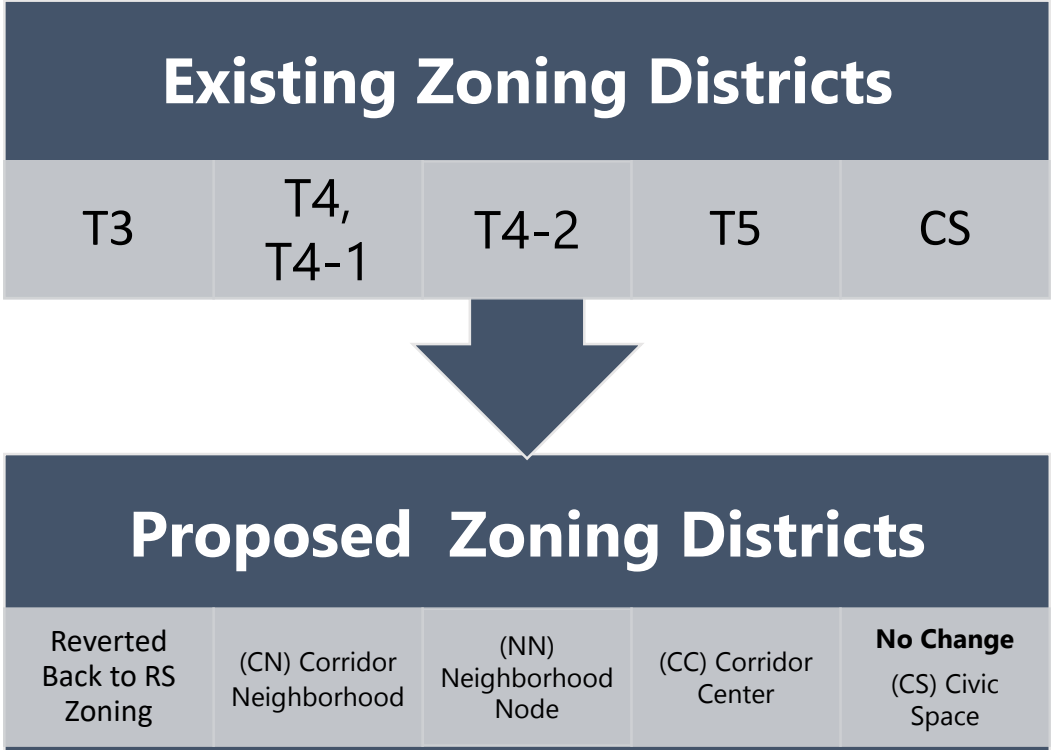 Existing Zoning Districts
T3
T4,
T4-1
T4-2
T5
CS
Proposed Zoning Districts
Reverted
Back to RS
Zoning
(CN) Corridor
Neighborhood
(NN)
Neighborhood
Node
(CC) Corridor
Center
No Change
(CS) Civic
Space